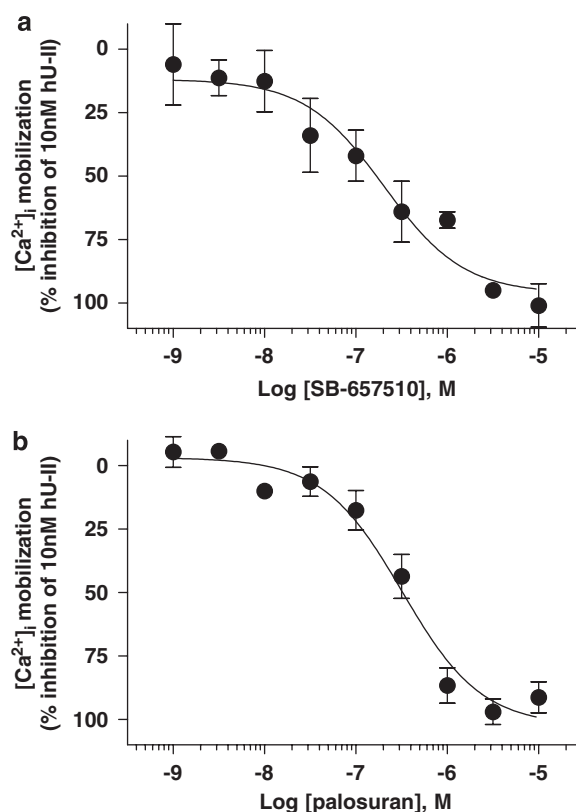 a
[Ca²⁺]ᵢ mobilization
(% inhibition of 10nM hU-II)
0
25
50
75
100
-9 -8 -7 -6 -5
Log [SB-657510], M
b
[Ca²⁺]ᵢ mobilization
(% inhibition of 10nM hU-II)
0
25
50
75
100
-9 -8 -7 -6 -5
Log [palosuran], M